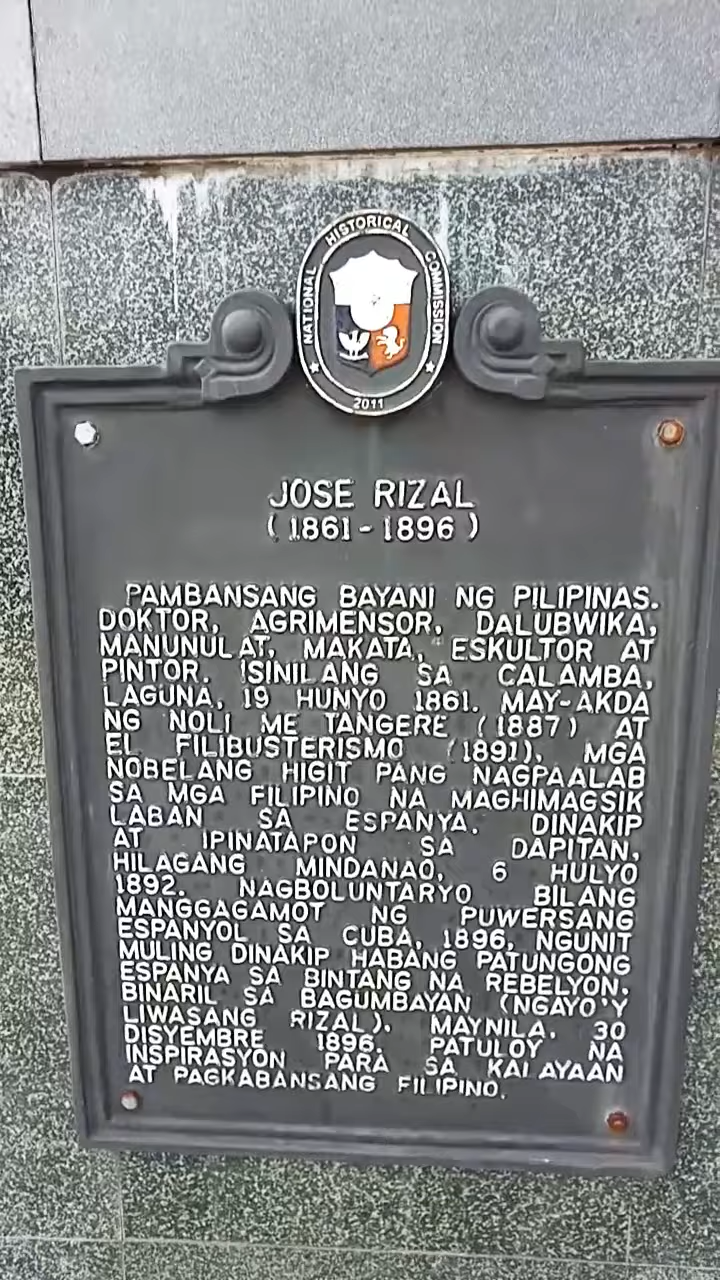 NATIONAL HISTORICAL COMMISSION
2011
JOSE RIZAL
(1861-1896)
PAMBANSANG BAYANI NG PILIPINAS.
DOKTOR, AGRIMENSOR, DALUBWIKA,
MANUNULAT, MAKATA, ESKULTOR AT
PINTOR. ISINILANG SA CALAMBA,
LAGUNA, 19 HUNYO 1861. MAY-AKDA
NG NOLI ME TANGERE (1887) AT
EL FILIBUSTERISMO (1891), MGA
NOBELANG HIGIT PANG NAGPAALAB
SA MGA FILIPINO NA MAGHIMAGSIK
LABAN SA ESPANYA. DINAKIP
AT IPINATAPON SA DAPITAN,
HILAGANG MINDANAO, 6 HULYO
1892. NAGBOLUNTARYO BILANG
MANGGAGAMOT NG PUWERSANG
ESPANYOL SA CUBA, 1896, NGUNIT
MULING DINAKIP HABANG PATUNGONG
ESPANYA SA BINTANG NA REBELYON.
BINARIL SA BAGUMBAYAN (NGAYO'Y
LIWASANG RIZAL), MAYNILA, 30
DISYEMBRE 1896. PATULOY NA
INSPIRASYON PARA SA KALAYAAN
AT PAGKABANSANG FILIPINO.